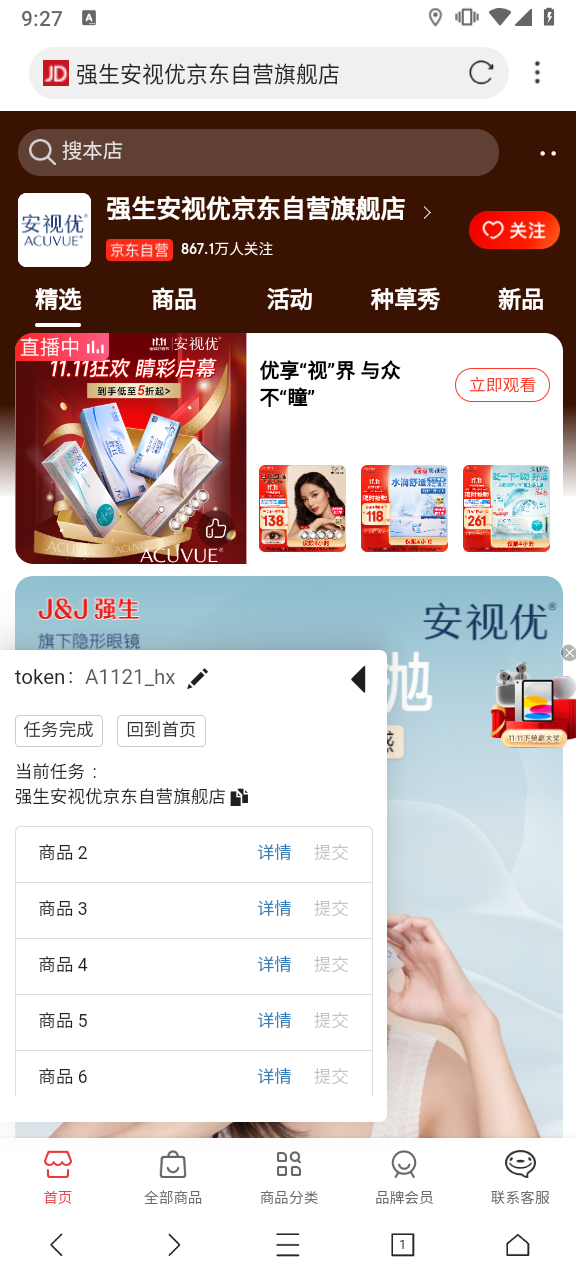 9:27
强生安视优京东自营旗舰店
搜本店
安视优
ACUVUE
强生安视优京东自营旗舰店
京东自营 867.1万人关注
关注
精选 商品 活动 种草秀 新品
直播中
安视优
11.11狂欢 睛彩启幕
到手低至5折起>
ACUVUE
优享“视”界 与众
不“瞳”
立即观看
138
118
261
J&J 强生
旗下隐形眼镜
安视优
抛
token: A1121_hx
任务完成 回到首页
当前任务 :
强生安视优京东自营旗舰店
商品 2 详情 提交
商品 3 详情 提交
商品 4 详情 提交
商品 5 详情 提交
商品 6 详情 提交
11·11下单赢大奖
首页 全部商品 商品分类 品牌会员 联系客服
1